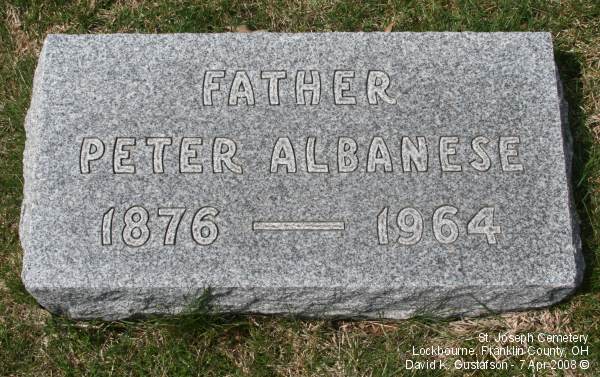 FATHER
PETER ALBANESE
1876 — 1964
St. Joseph Cemetery
Lockbourne, Franklin County, OH
David K. Gustafson - 7 Apr 2008 ©